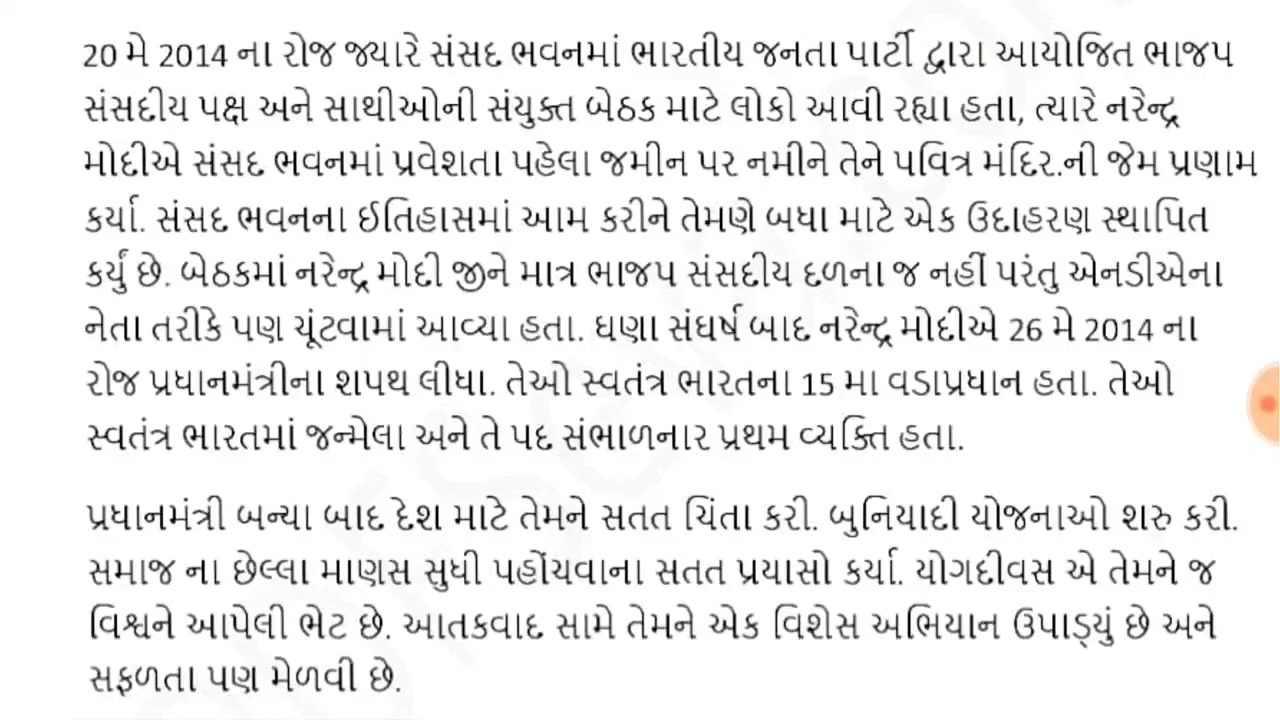 20 મે 2014 ના રોજ જ્યારે સંસદ ભવનમાં ભારતીય જનતા પાર્ટી દ્વારા આયોજિત ભાજપ
સંસદીય પક્ષ અને સાથીઓની સંયુક્ત બેઠક માટે લોકો આવી રહ્યા હતા, ત્યારે નરેન્દ્ર
મોદીએ સંસદ ભવનમાં પ્રવેશતા પહેલા જમીન પર નમીને તેને પવિત્ર મંદિર.ની જેમ પ્રણામ
કર્યા. સંસદ ભવનના ઈતિહાસમાં આમ કરીને તેમણે બધા માટે એક ઉદાહરણ સ્થાપિત
કર્યું છે. બેઠકમાં નરેન્દ્ર મોદી જીને માત્ર ભાજપ સંસદીય દળના જ નહીં પરંતુ એનડીએના
નેતા તરીકે પણ ચૂંટવામાં આવ્યા હતા. ઘણા સંઘર્ષ બાદ નરેન્દ્ર મોદીએ 26 મે 2014 ના
રોજ પ્રધાનમંત્રીના શપથ લીધા. તેઓ સ્વતંત્ર ભારતના 15 મા વડાપ્રધાન હતા. તેઓ
સ્વતંત્ર ભારતમાં જન્મેલા અને તે પદ સંભાળનાર પ્રથમ વ્યક્તિ હતા.
પ્રધાનમંત્રી બન્યા બાદ દેશ માટે તેમને સતત ચિંતા કરી. બુનિયાદી યોજનાઓ શરુ કરી.
સમાજ ના છેલ્લા માણસ સુધી પહોંચવાના સતત પ્રયાસો કર્યા. યોગદીવસ એ તેમને જ
વિશ્વને આપેલી ભેટ છે. આતકવાદ સામે તેમને એક વિશેસ અભિયાન ઉપાડ્યું છે અને
સફળતા પણ મેળવી છે.